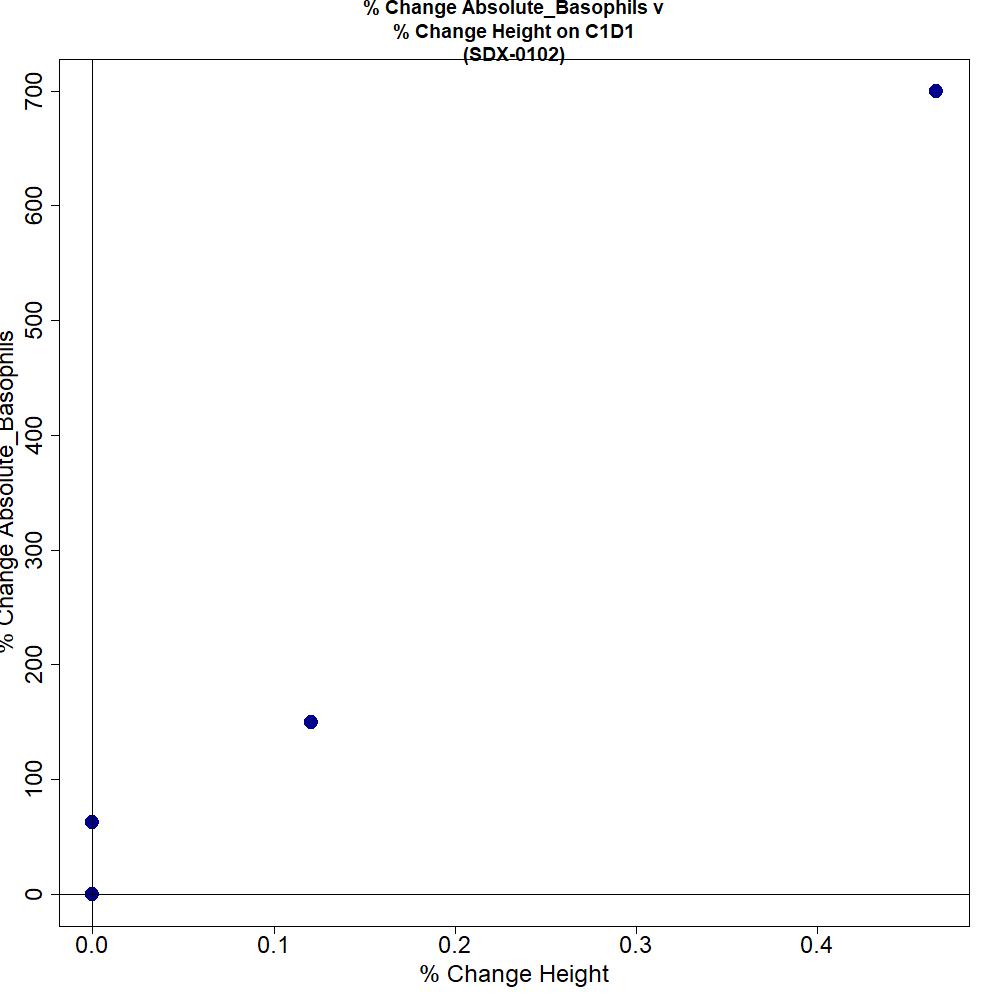 % Change Absolute_Basophils v
% Change Height on C1D1
(SDX-0102)
% Change Absolute_Basophils
700
600
500
400
300
200
100
0
0.0 0.1 0.2 0.3 0.4
% Change Height